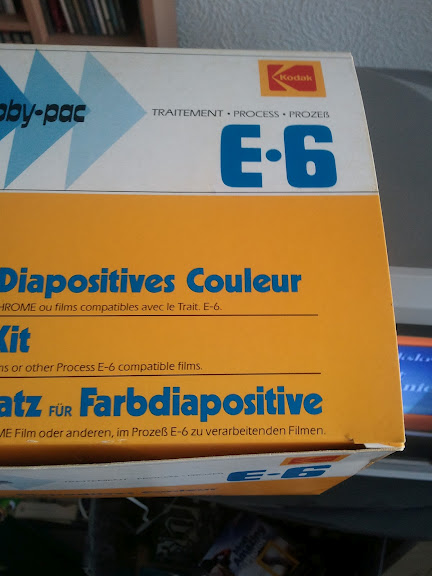 bby-pac
Kodak
TRAITEMENT • PROCESS • PROZEß
E·6
Diapositives Couleur
HROME ou films compatibles avec le Trait. E-6.
Kit
ms or other Process E-6 compatible films.
atz FÜR Farbdiapositive
ME Film oder anderen, im Prozeß E-6 zu verarbeitenden Filmen.
E·6